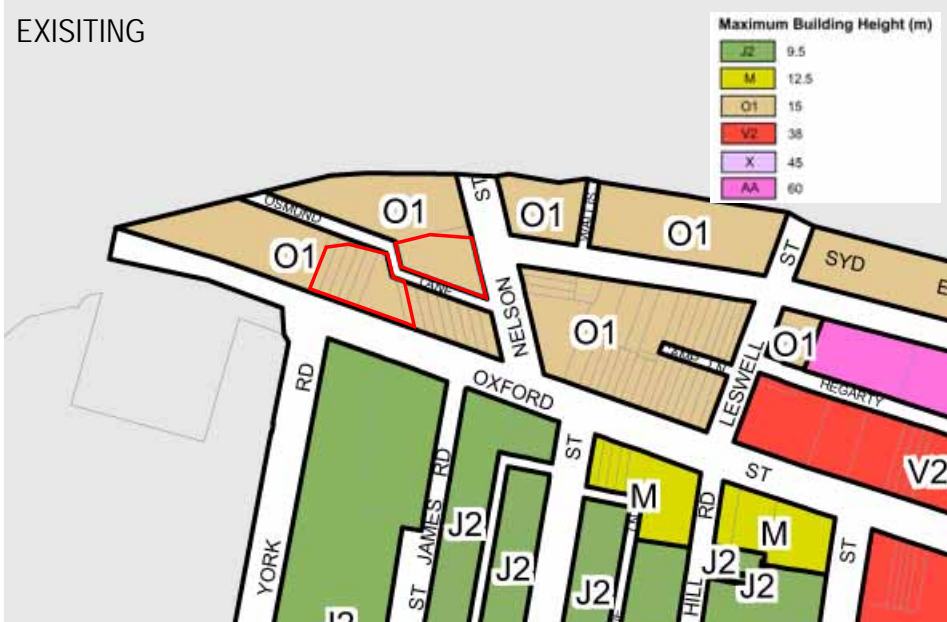 EXISITING
Maximum Building Height (m)
J2 9.5
M 12.5
O1 15
V2 38
X 45
AA 60
ST
OSMOND
O1
O1
WALLIS
O1
O1
ST
SYD
E
LANE
NELSON
O1
O1
LESWELL
HEGARTY
RD
OXFORD
ST
ST
V2
YORK
ST JAMES RD
J2
J2
M
RD
M
ST
J2
J2
J2
HILL
J2